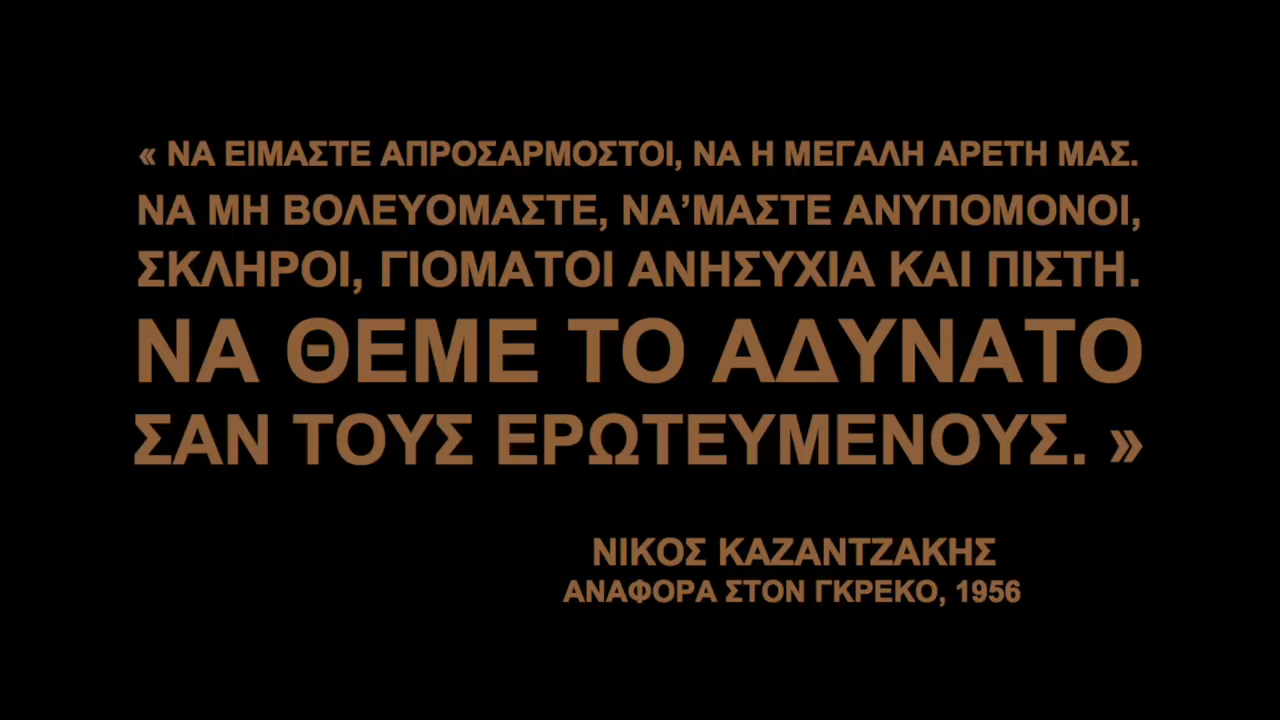 « ΝΑ ΕΙΜΑΣΤΕ ΑΠΡΟΣΑΡΜΟΣΤΟΙ, ΝΑ Η ΜΕΓΑΛΗ ΑΡΕΤΗ ΜΑΣ.
ΝΑ ΜΗ ΒΟΛΕΥΟΜΑΣΤΕ, ΝΑ’ΜΑΣΤΕ ΑΝΥΠΟΜΟΝΟΙ,
ΣΚΛΗΡΟΙ, ΓΙΟΜΑΤΟΙ ΑΝΗΣΥΧΙΑ ΚΑΙ ΠΙΣΤΗ.
ΝΑ ΘΕΜΕ ΤΟ ΑΔΥΝΑΤΟ
ΣΑΝ ΤΟΥΣ ΕΡΩΤΕΥΜΕΝΟΥΣ. »
ΝΙΚΟΣ ΚΑΖΑΝΤΖΑΚΗΣ
ΑΝΑΦΟΡΑ ΣΤΟΝ ΓΚΡΕΚΟ, 1956